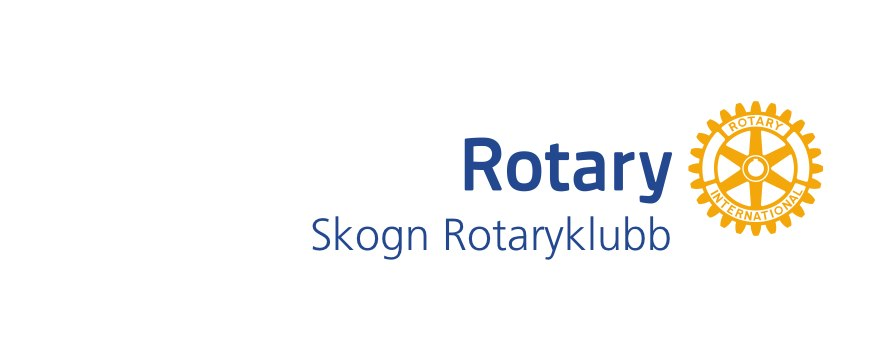 Rotary
Skogn Rotaryklubb
ROTARY
INTERNATIONAL